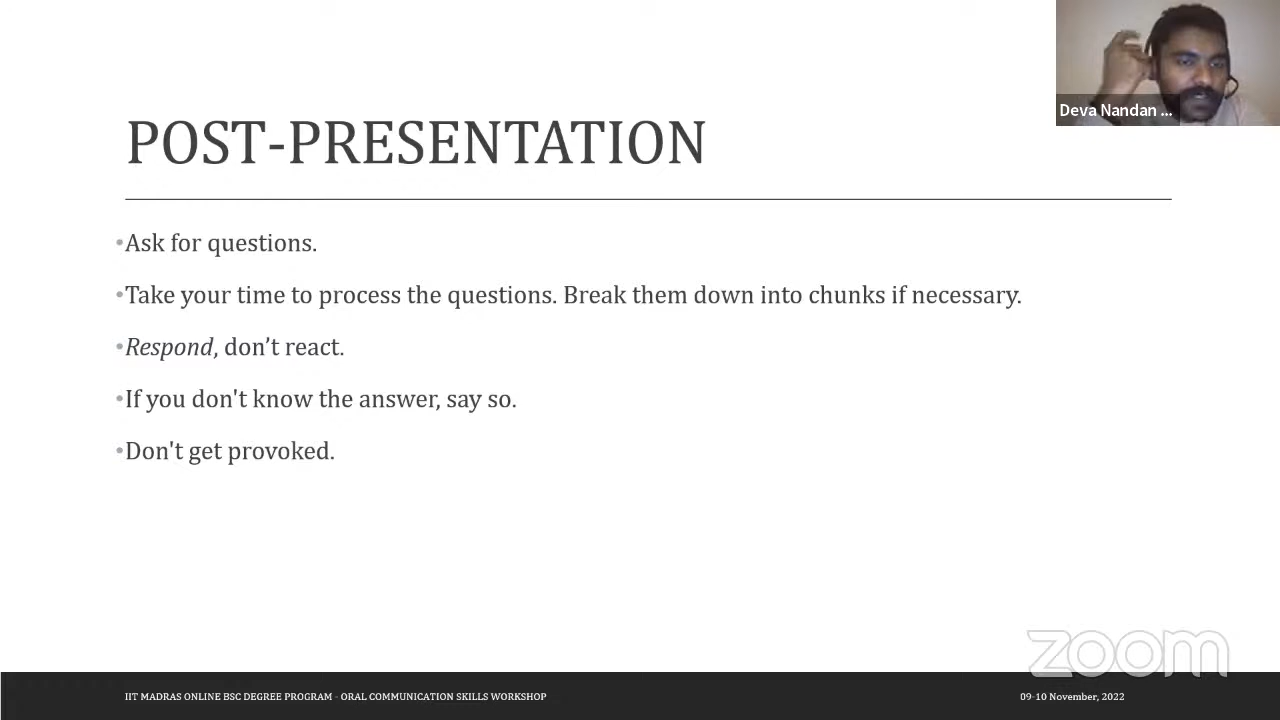 Deva Nandan ...
POST-PRESENTATION
•Ask for questions.
•Take your time to process the questions. Break them down into chunks if necessary.
•Respond, don’t react.
•If you don't know the answer, say so.
•Don't get provoked.
zoom
IIT MADRAS ONLINE BSC DEGREE PROGRAM - ORAL COMMUNICATION SKILLS WORKSHOP
09-10 November, 2022